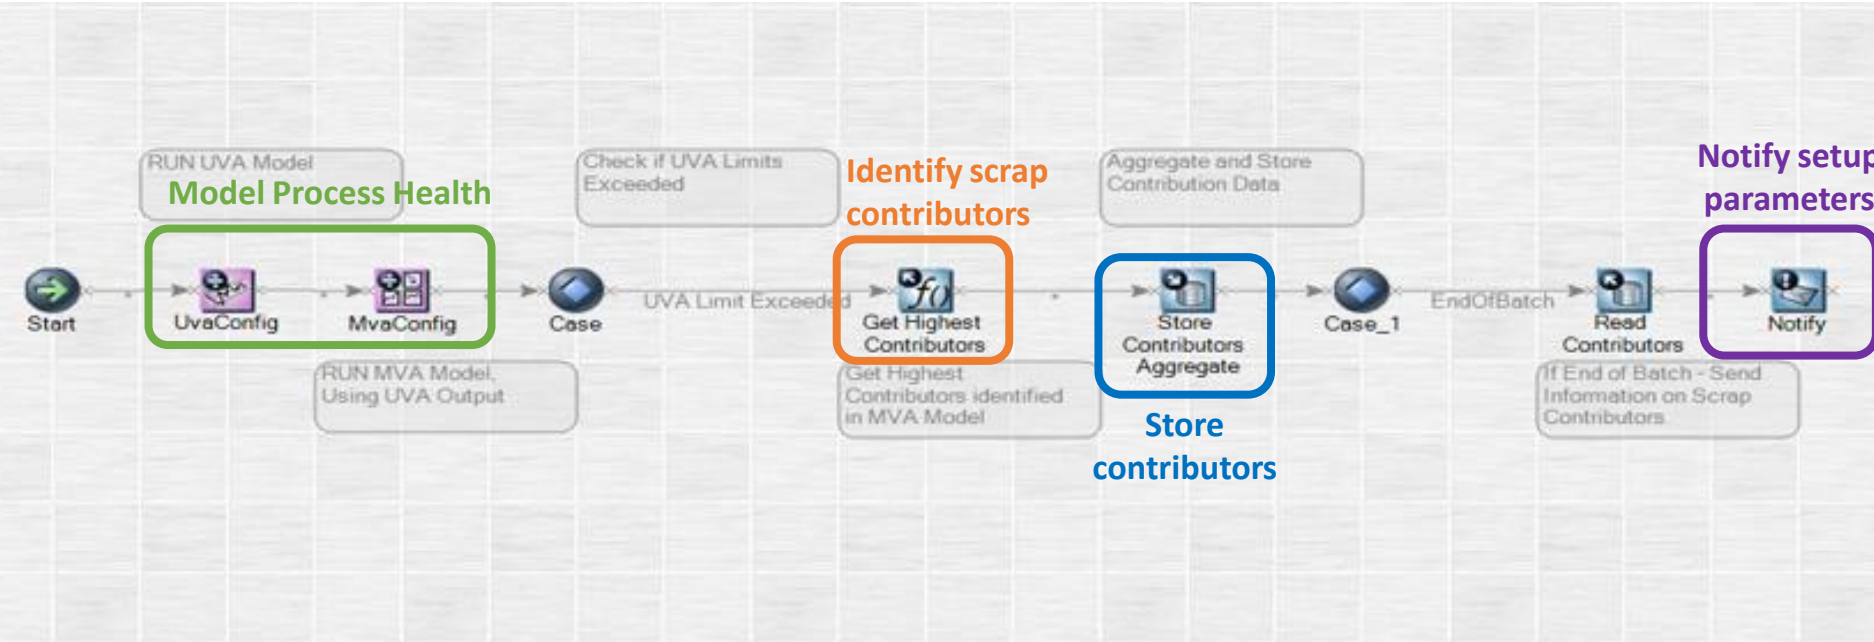 RUN UVA Model
Model Process Health
Check if UVA Limits
Exceeded
Identify scrap
contributors
Aggregate and Store
Contribution Data
Notify setup
parameters
Start
UvaConfig
MvaConfig
Case
UVA Limit Exceeded
Get Highest
Contributors
Store
Contributors
Aggregate
Case_1
EndOfBatch
Read
Contributors
Notify
RUN MVA Model,
Using UVA Output
Get Highest
Contributors identified
in MVA Model
If End of Batch - Send
Information on Scrap
Contributors
Store
contributors